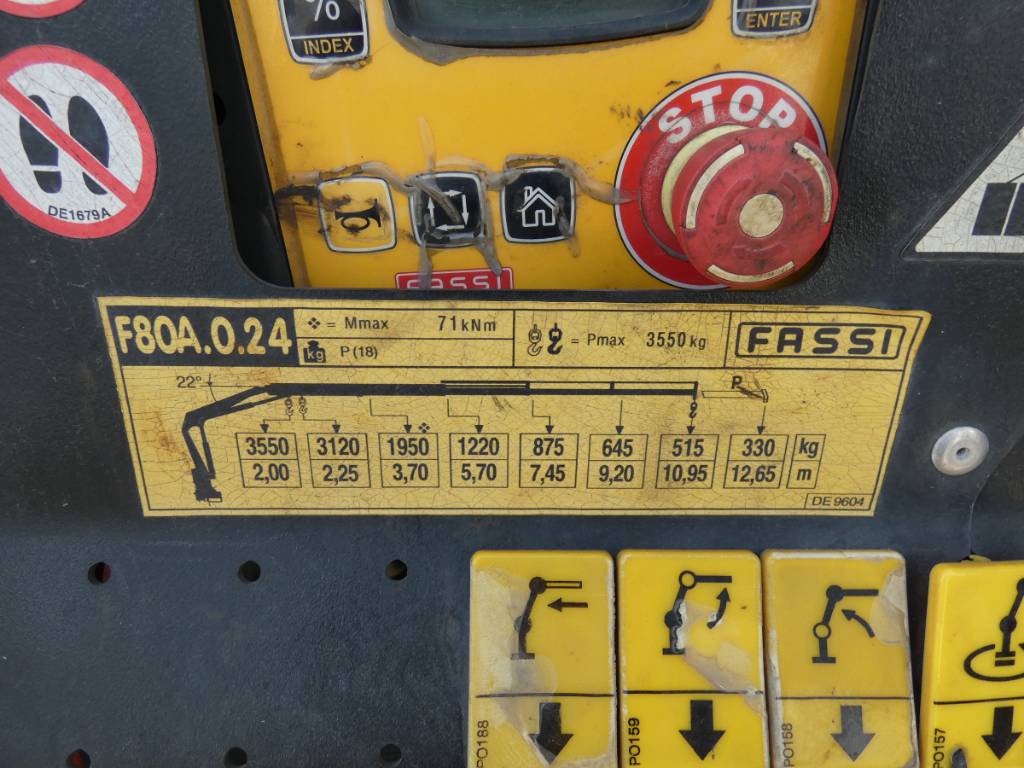 %
INDEX
ENTER
DE1679A
STOP
FASSI
F80A.0.24
❖ = Mmax 71kNm
kg P (18)
= Pmax 3550 kg
FASSI
22°
P
❖
3550 3120 1950 1220 875 645 515 330 kg
2,00 2,25 3,70 5,70 7,45 9,20 10,95 12,65 m
DE 9604
PO188
PO159
PO158
PO157